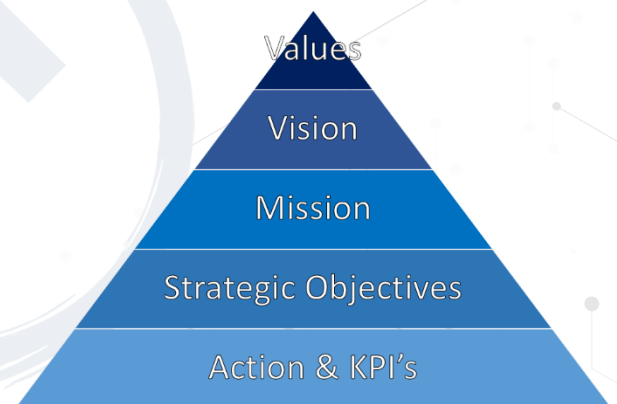 Values
Vision
Mission
Strategic Objectives
Action & KPI’s